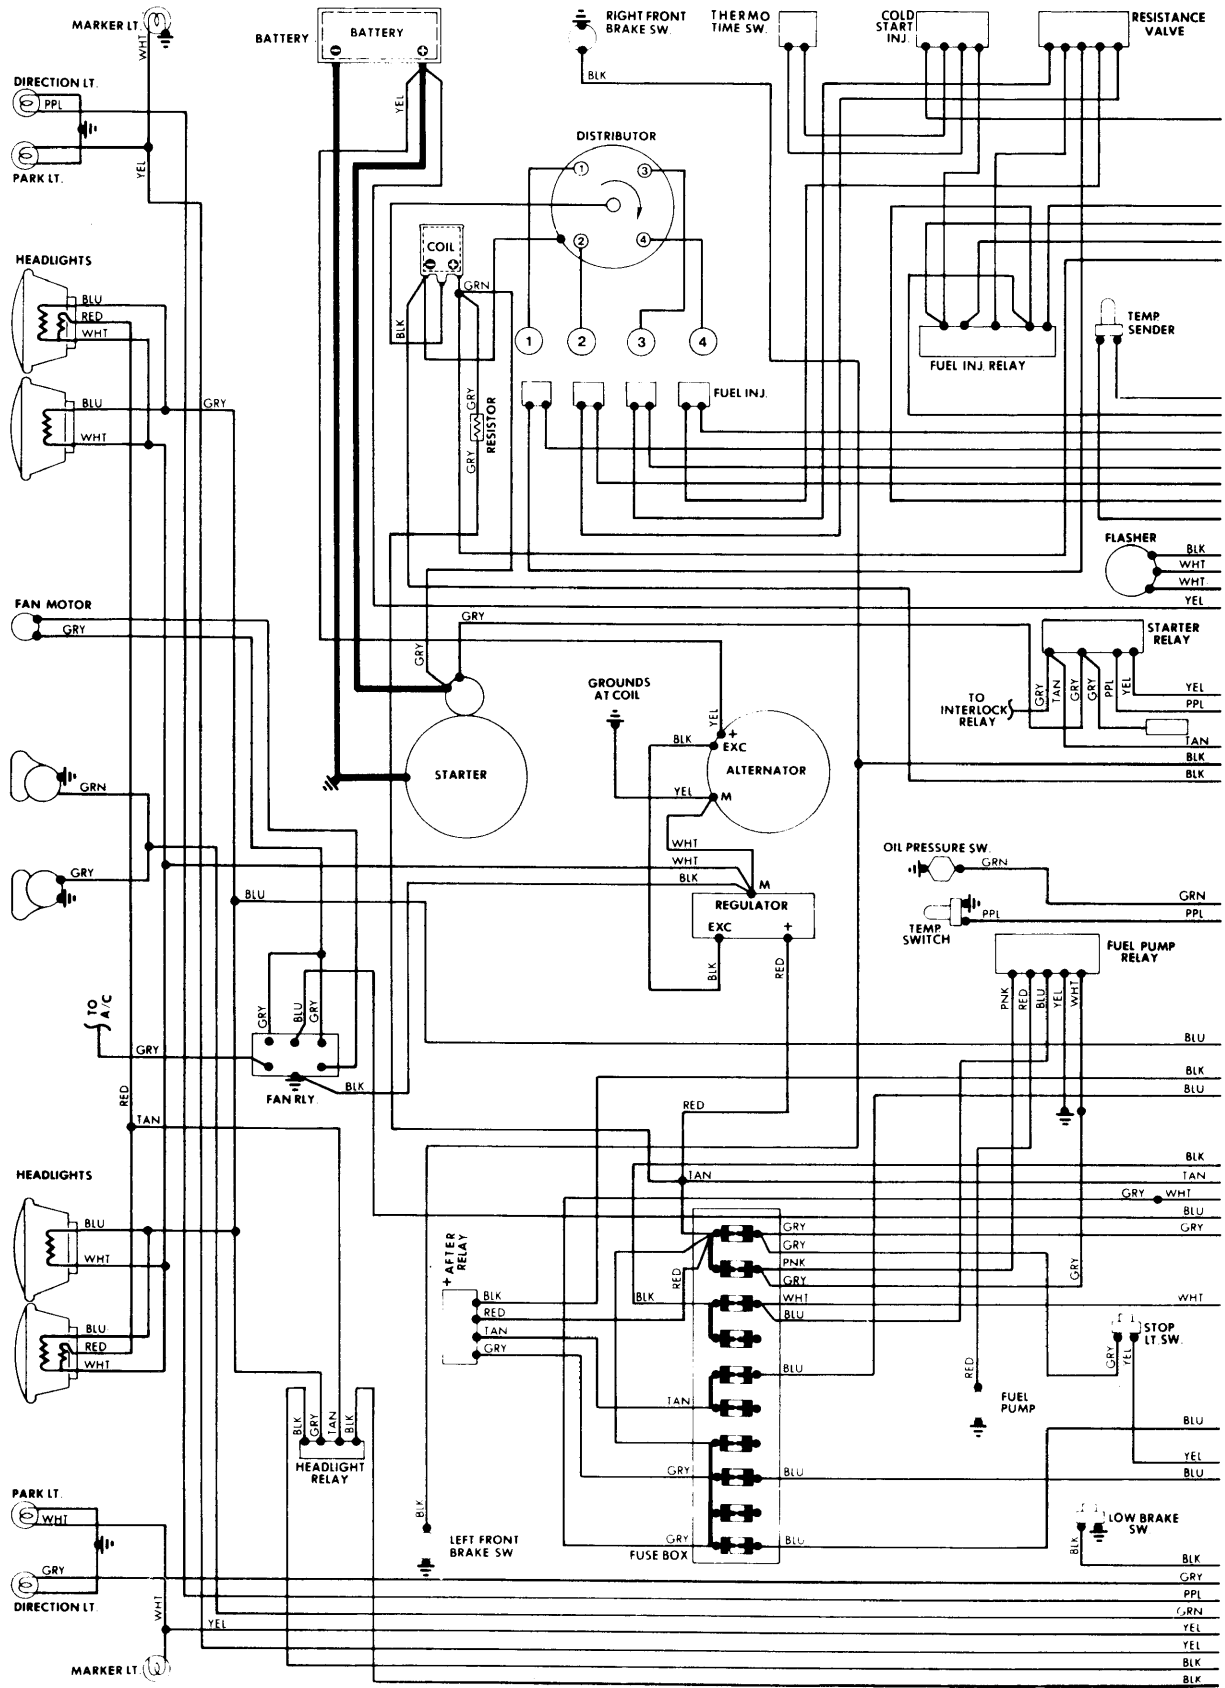 MARKER LT.
WHT
BATTERY
BATTERY
RIGHT FRONT
BRAKE SW.
BLK
THERMO
TIME SW.
COLD
START
INJ.
RESISTANCE
VALVE
DIRECTION LT.
PPL
PARK LT.
YEL
YEL
DISTRIBUTOR
1
3
2
4
COIL
GRN
BLK
1
2
3
4
HEADLIGHTS
BLU
RED
WHT
BLU
WHT
GRY
GRY
RESISTOR
GRY
FUEL INJ.
FUEL INJ. RELAY
TEMP.
SENDER
FLASHER
BLK
WHT
WHT
YEL
FAN MOTOR
GRY
GRY
GRY
STARTER
RELAY
GRY
TAN
GRY
GRY
PPL
YEL
TO
INTERLOCK
RELAY
YEL
PPL
TAN
BLK
BLK
GROUNDS
AT COIL
YEL
+
BLK
EXC
ALTERNATOR
YEL
M
STARTER
GRN
GRY
WHT
WHT
BLK
M
REGULATOR
EXC
+
BLK
RED
OIL PRESSURE SW.
GRN
GRN
PPL
PPL
TEMP.
SWITCH
FUEL PUMP
RELAY
PNK
RED
BLU
YEL
WHT
BLU
TO
A/C
GRY
GRY
BLU
GRY
BLK
FAN RLY.
RED
TAN
BLU
BLK
BLU
RED
BLK
TAN
TAN
GRY
WHT
BLU
GRY
HEADLIGHTS
BLU
WHT
BLU
RED
WHT
+ AFTER
RELAY
BLK
RED
TAN
GRY
RED
BLK
TAN
GRY
GRY
GRY
GRY
PNK
GRY
WHT
BLU
BLU
BLU
BLU
FUSE BOX
GRY
WHT
STOP
LT. SW.
GRY
YEL
RED
FUEL
PUMP
BLU
YEL
BLU
BLK
GRY
TAN
BLK
HEADLIGHT
RELAY
PARK LT.
WHT
GRY
DIRECTION LT.
WHT
YEL
MARKER LT.
BLK
LEFT FRONT
BRAKE SW
LOW BRAKE
SW
BLK
BLK
GRY
PPL
GRN
YEL
YEL
BLK
BLK